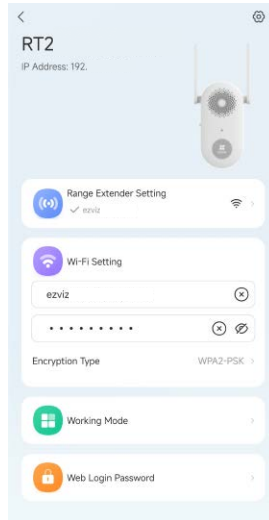 RT2
IP Address: 192.
Range Extender Setting
ezviz
Wi-Fi Setting
ezviz
Encryption Type WPA2-PSK
Working Mode
Web Login Password